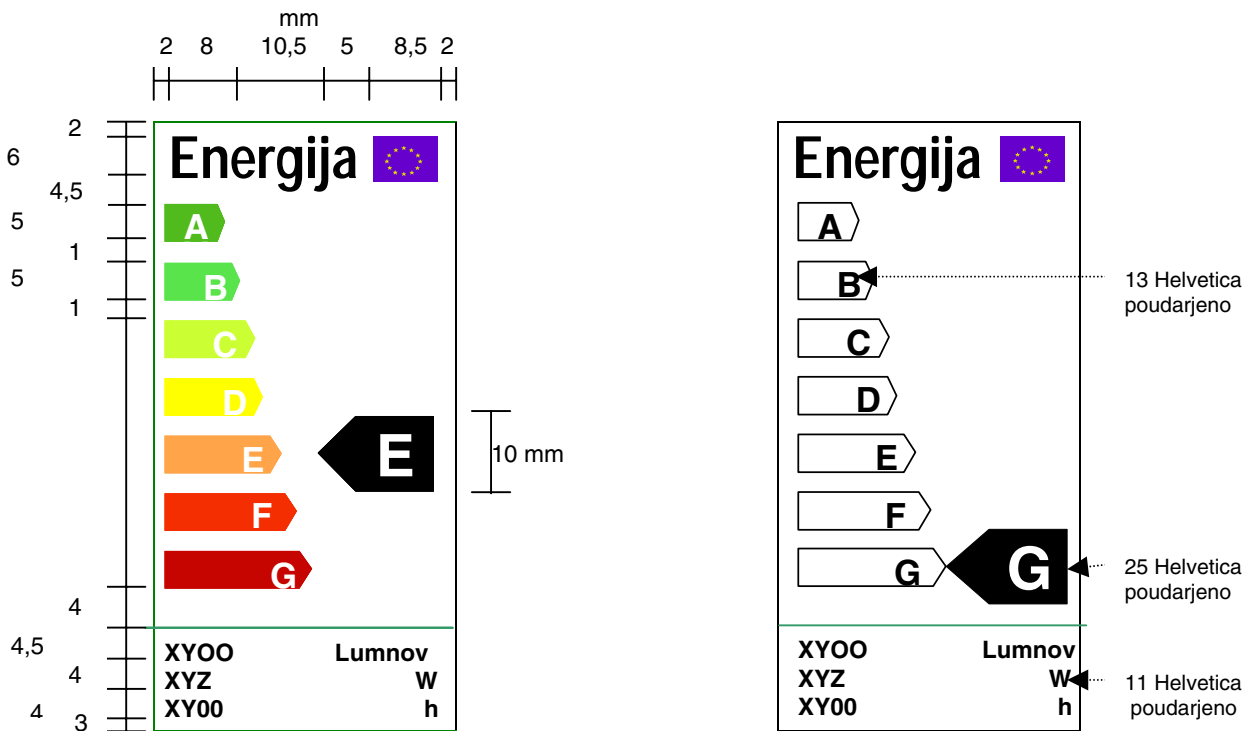 mm
2 8 10,5 5 8,5 2
2
6
4,5
5
1
5
1
4
4,5
4
4 3
Energija
A
B
C
D
E
F
G
E
10 mm
XYOO Lumnov
XYZ W
XY00 h
Energija
A
B
C
D
E
F
G
G
XYOO Lumnov
XYZ W
XY00 h
13 Helvetica
poudarjeno
25 Helvetica
poudarjeno
11 Helvetica
poudarjeno